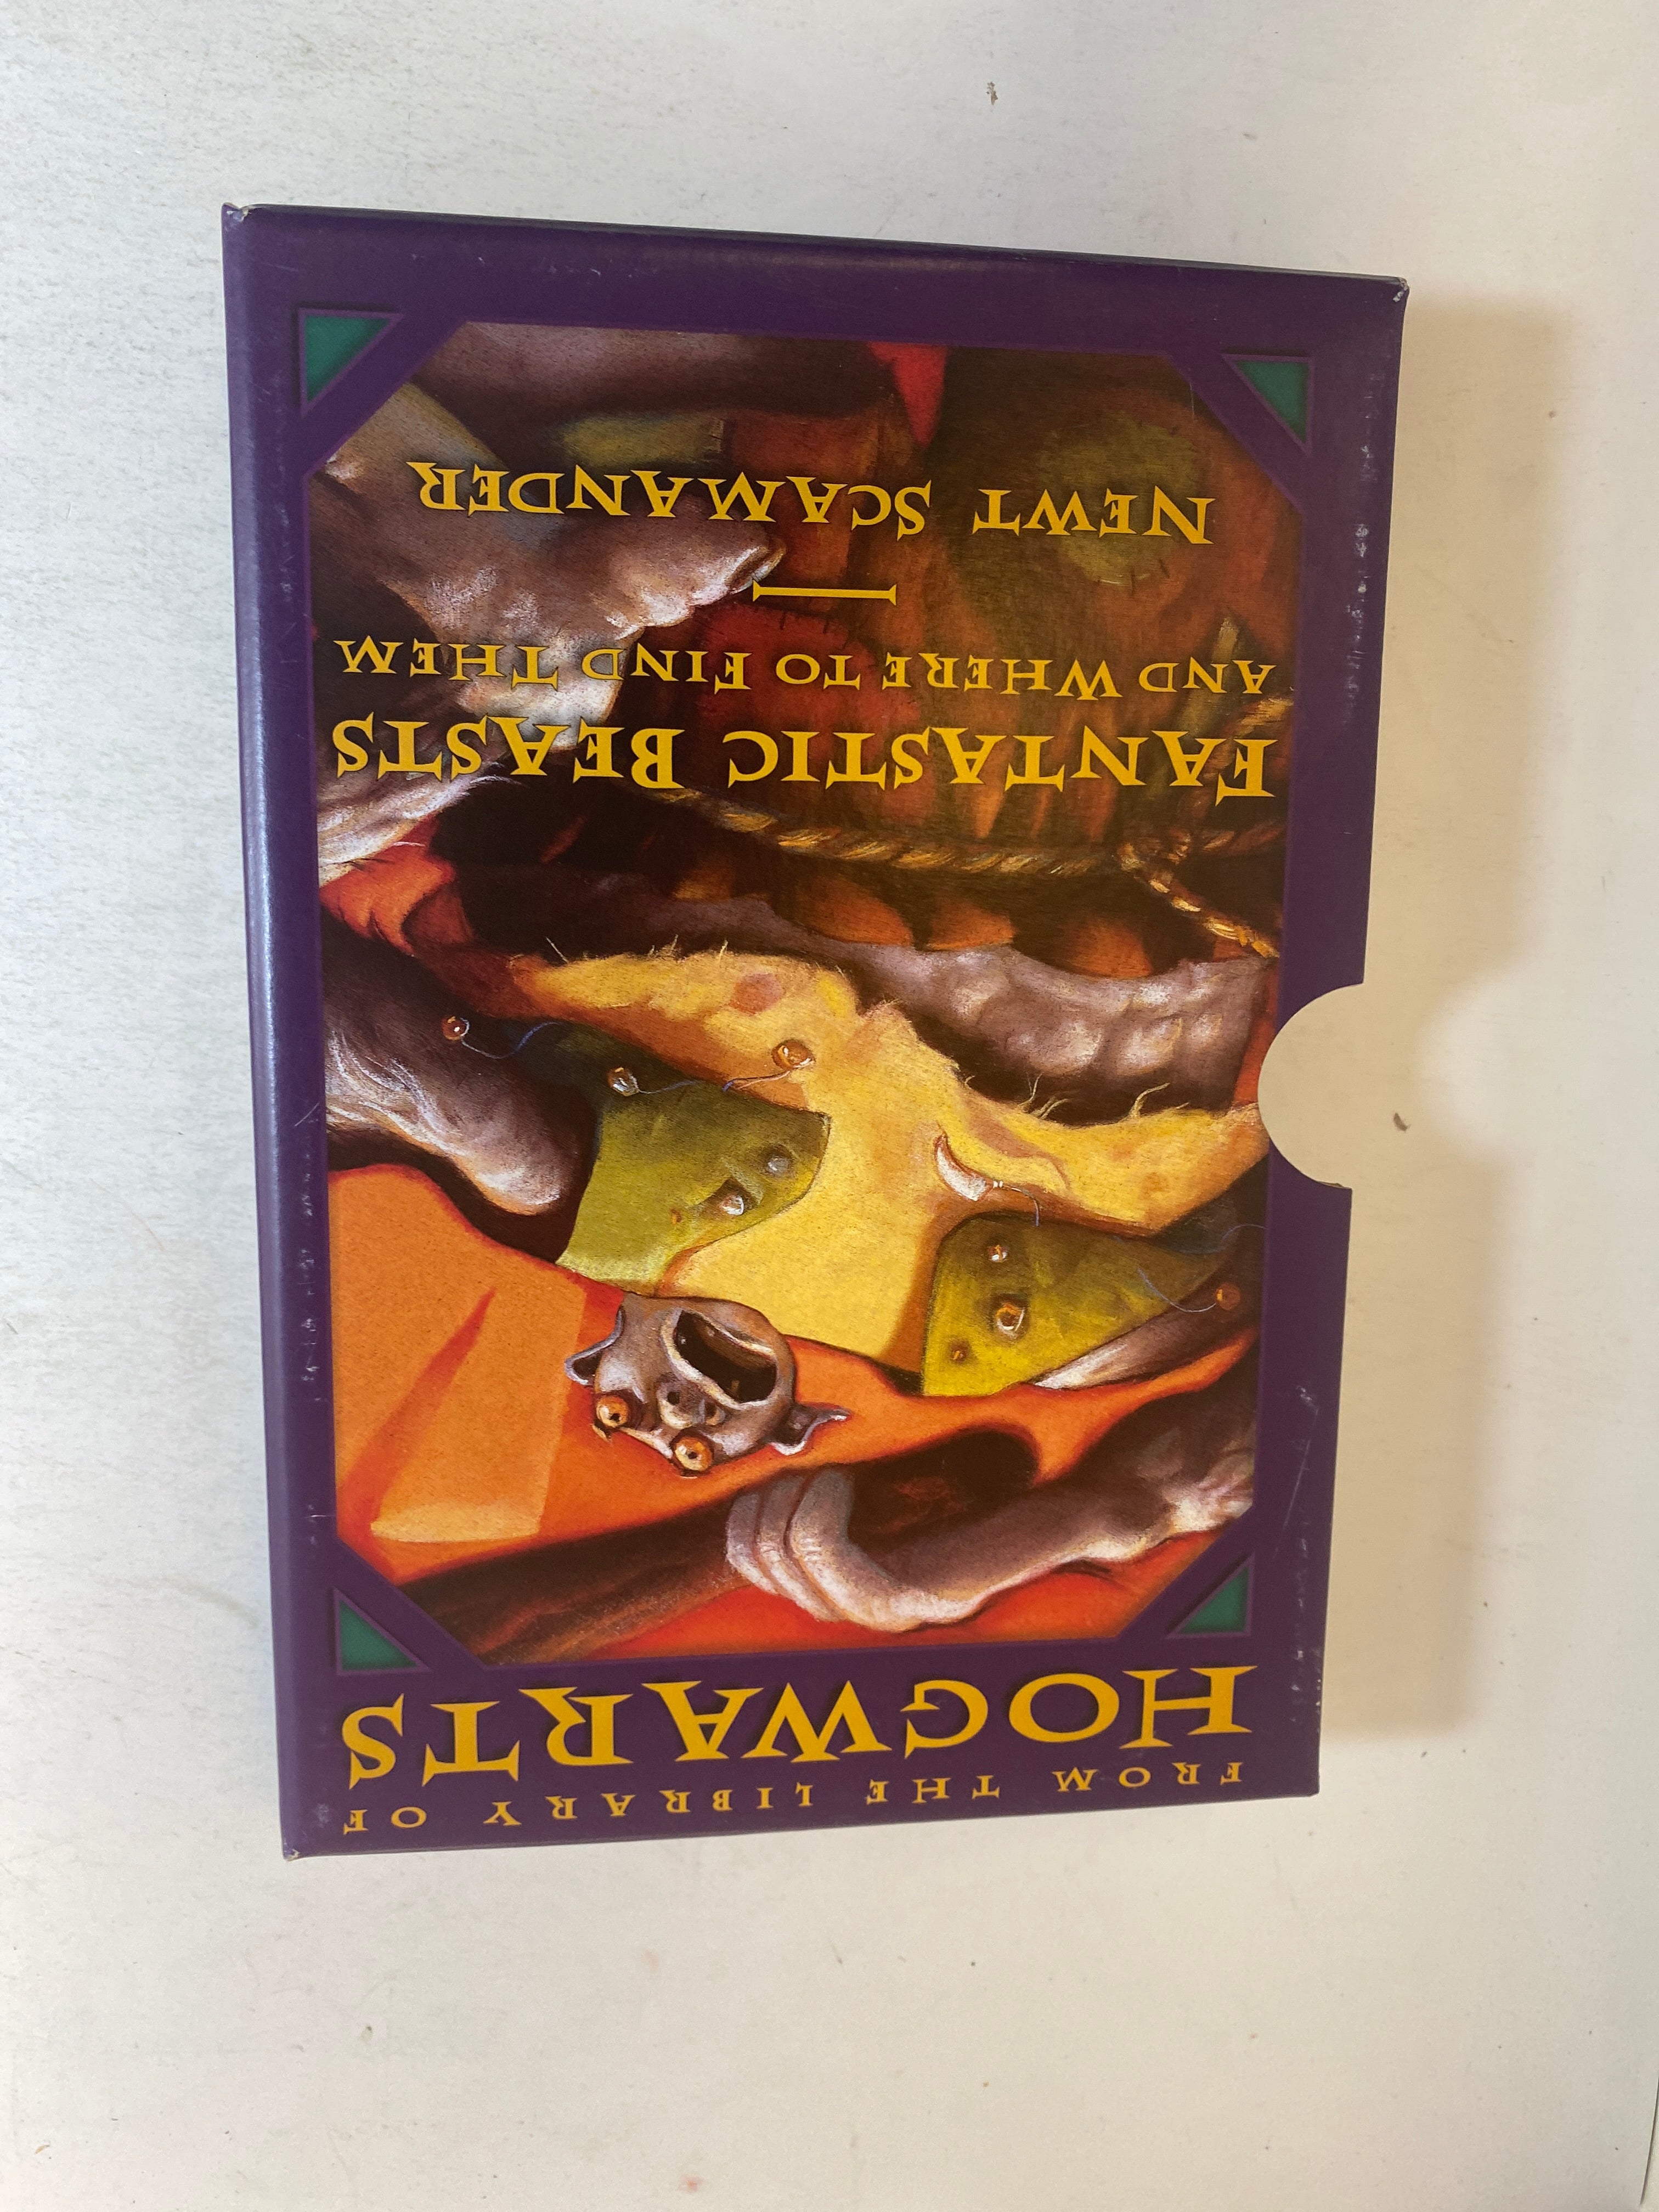 FROM THE LIBRARY OF
HOGWARTS
FANTASTIC BEASTS
AND WHERE TO FIND THEM
NEWT SCAMANDER